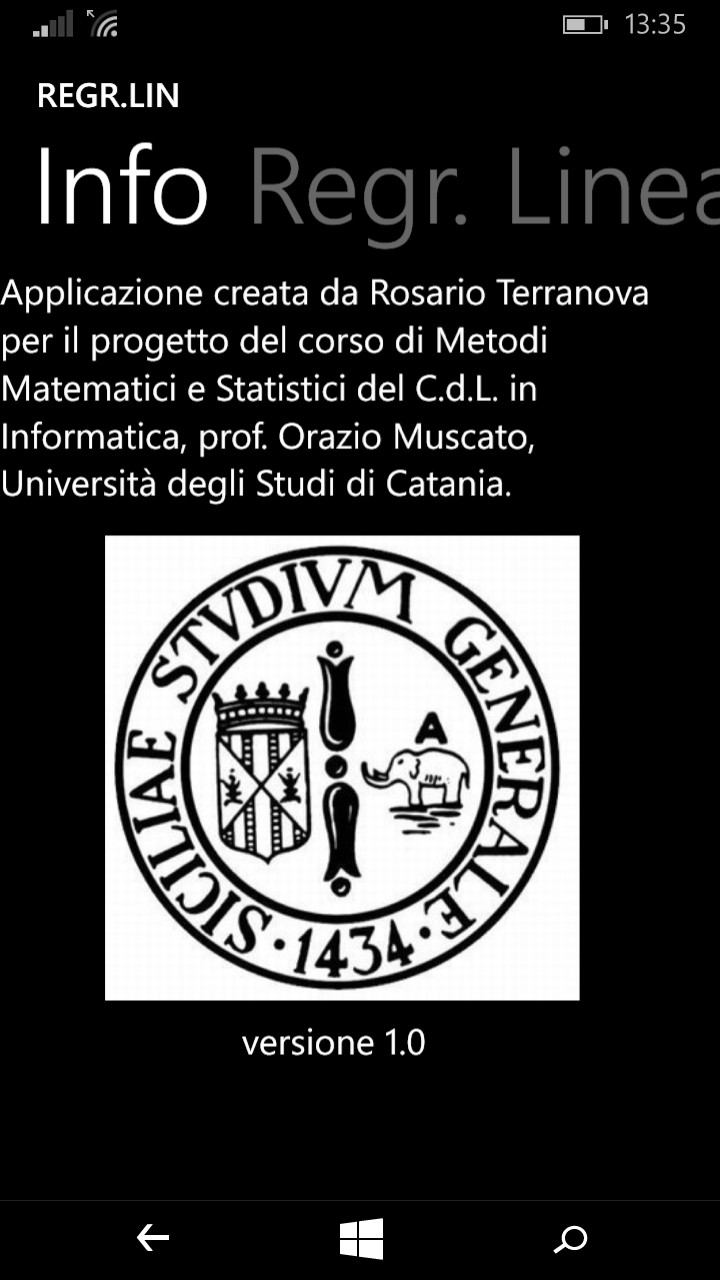 13:35
REGR.LIN
Info Regr. Linea
Applicazione creata da Rosario Terranova
per il progetto del corso di Metodi
Matematici e Statistici del C.d.L. in
Informatica, prof. Orazio Muscato,
Università degli Studi di Catania.
SICILIAE STVDIVM GENERALE
·1434·
A
versione 1.0